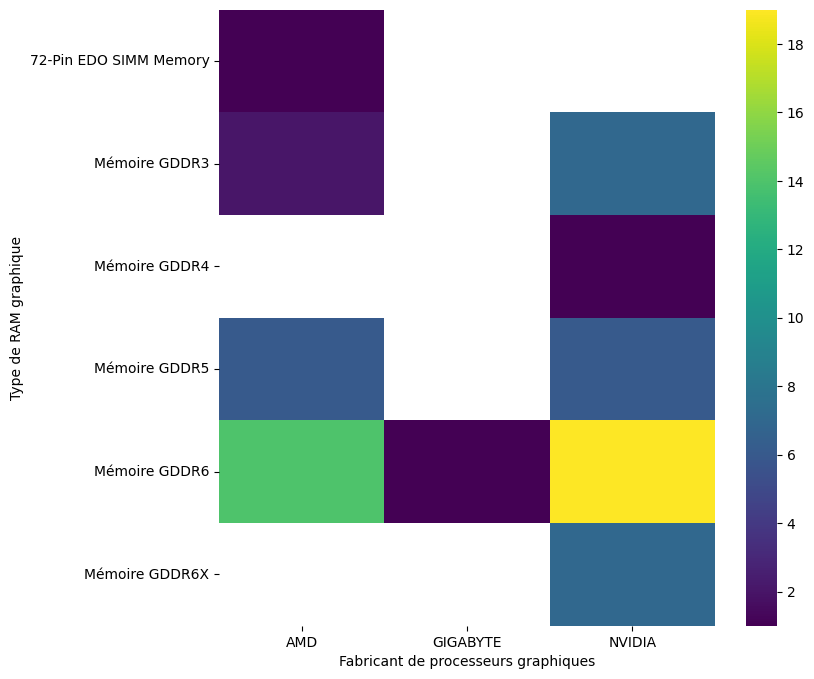 72-Pin EDO SIMM Memory
Mémoire GDDR3
Mémoire GDDR4
Mémoire GDDR5
Mémoire GDDR6
Mémoire GDDR6X
Type de RAM graphique
AMD
GIGABYTE
NVIDIA
Fabricant de processeurs graphiques
18
16
14
12
10
8
6
4
2